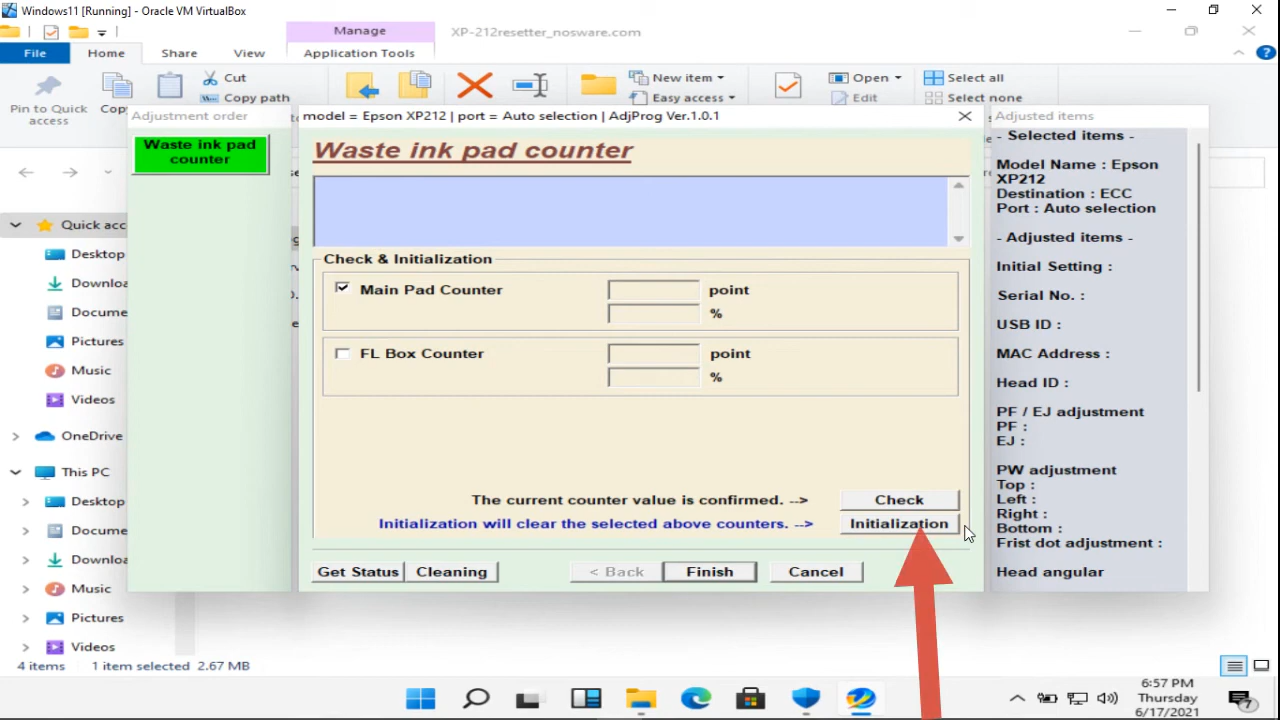 Windows11 [Running] - Oracle VM VirtualBox
Manage
XP-212resetter_nosware.com
File
Home
Share
View
Application Tools
Pin to Quick access
Cut
Copy path
New item
Easy access
Open
Edit
Select all
Select none
Adjustment order
model = Epson XP212 | port = Auto selection | AdjProg Ver.1.0.1
Adjusted items
Waste ink pad
counter
Waste ink pad counter
Check & Initialization
Main Pad Counter
point
%
FL Box Counter
point
%
The current counter value is confirmed. -->
Check
Initialization will clear the selected above counters. -->
Initialization
Get Status
Cleaning
< Back
Finish
Cancel
- Selected items -
Model Name : Epson
XP212
Destination : ECC
Port : Auto selection
- Adjusted items -
Initial Setting :
Serial No. :
USB ID :
MAC Address :
Head ID :
PF / EJ adjustment
PF :
EJ :
PW adjustment
Top :
Left :
Right :
Bottom :
Frist dot adjustment :
Head angular
Quick acc
Desktop
Downloa
Docume
Pictures
Music
Videos
OneDrive
This PC
Desktop
Docume
Downloa
Music
Pictures
Videos
4 items
1 item selected 2.67 MB
6:57 PM
Thursday
6/17/2021
7